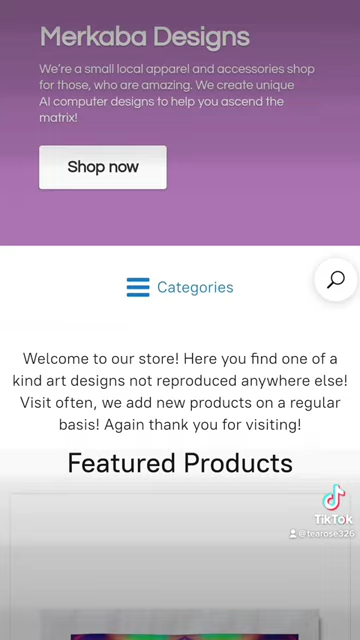 Merkaba Designs
We're a small local apparel and accessories shop
for those, who are amazing. We create unique
AI computer designs to help you ascend the
matrix!
Shop now
Categories
Welcome to our store! Here you find one of a
kind art designs not reproduced anywhere else!
Visit often, we add new products on a regular
basis! Again thank you for visiting!
Featured Products
TikTok
@tearose326